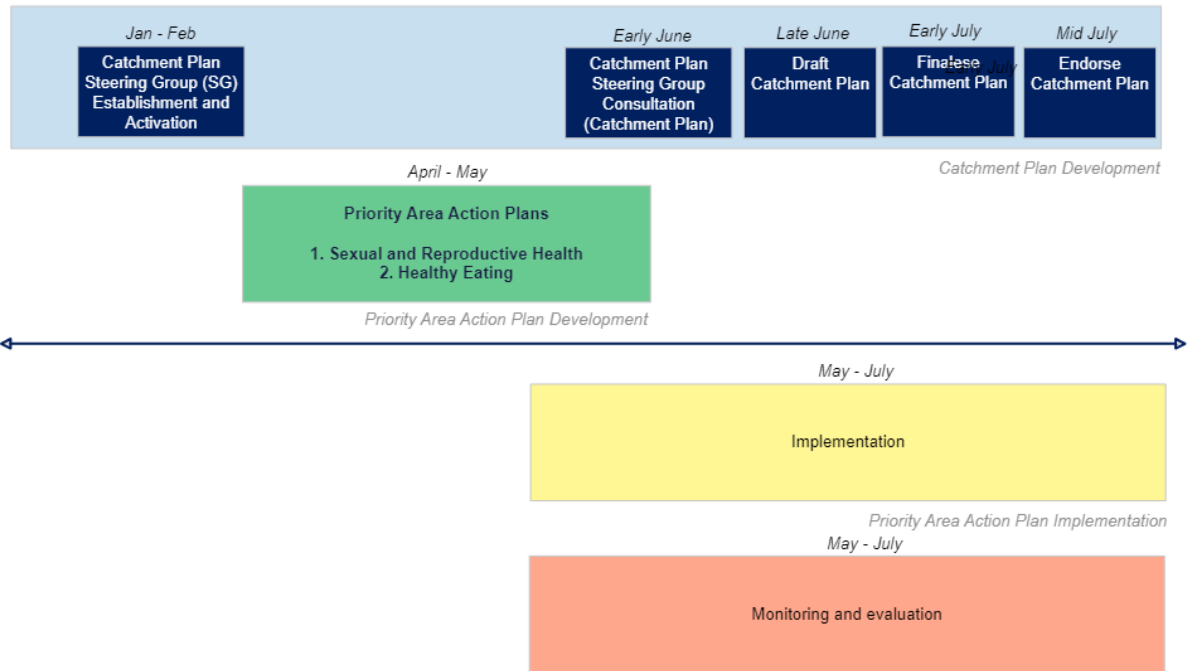 Jan - Feb
Catchment Plan
Steering Group (SG)
Establishment and
Activation
Early June
Catchment Plan
Steering Group
Consultation
(Catchment Plan)
Late June
Draft
Catchment Plan
Early July
Finalese
Early July
Catchment Plan
Mid July
Endorse
Catchment Plan
Catchment Plan Development
April - May
Priority Area Action Plans
1. Sexual and Reproductive Health
2. Healthy Eating
Priority Area Action Plan Development
May - July
Implementation
Priority Area Action Plan Implementation
May - July
Monitoring and evaluation